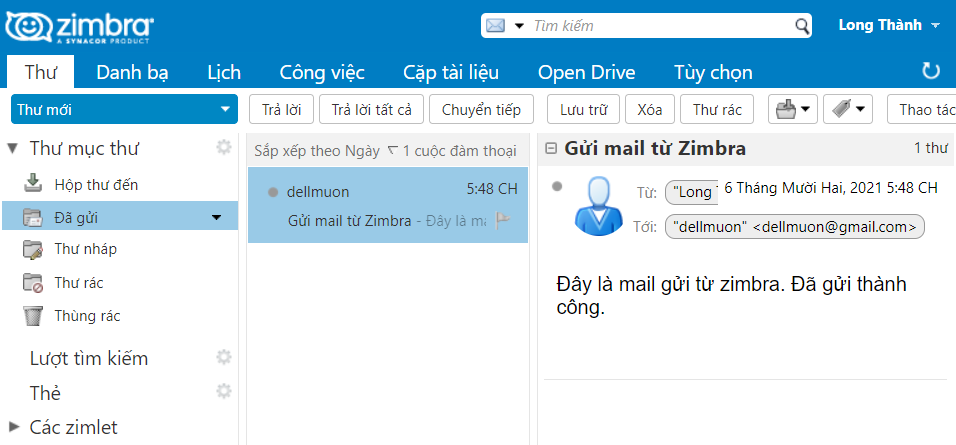 zimbra
A SYNACOR PRODUCT
Tìm kiếm
Long Thành
Thư Danh bạ Lịch Công việc Cặp tài liệu Open Drive Tùy chọn
Thư mới
Trả lời Trả lời tất cả Chuyển tiếp Lưu trữ Xóa Thư rác Thao tác
Thư mục thư
Hộp thư đến
Đã gửi
Thư nháp
Thư rác
Thùng rác
Lượt tìm kiếm
Thẻ
Các zimlet
Sắp xếp theo Ngày 1 cuộc đàm thoại
dellmuon 5:48 CH
Gửi mail từ Zimbra - Đây là ma
Gửi mail từ Zimbra 1 thư
Từ: "Long 6 Tháng Mười Hai, 2021 5:48 CH
Tới: "dellmuon" <dellmuon@gmail.com>
Đây là mail gửi từ zimbra. Đã gửi thành
công.